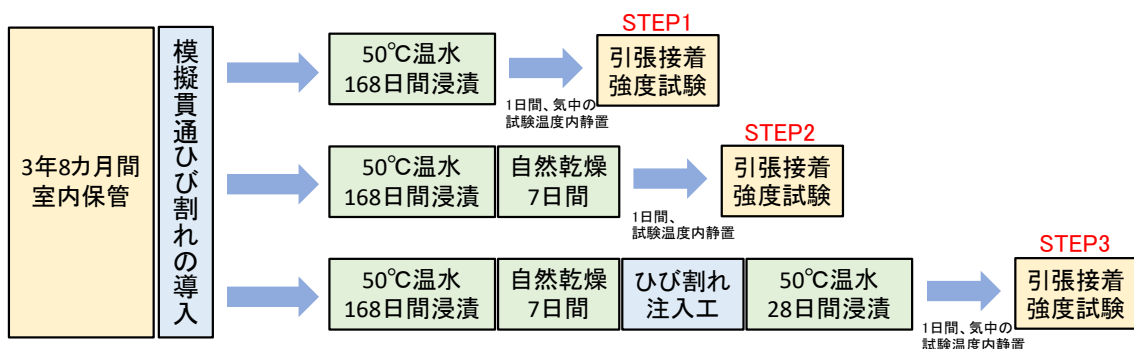 3年8カ月間
室内保管
模擬貫通ひび割れの導入
50℃温水
168日間浸漬
1日間、気中の
試験温度内静置
STEP1
引張接着
強度試験
50℃温水
168日間浸漬
自然乾燥
7日間
1日間、
試験温度内静置
STEP2
引張接着
強度試験
50℃温水
168日間浸漬
自然乾燥
7日間
ひび割れ
注入工
50℃温水
28日間浸漬
1日間、気中の
試験温度内静置
STEP3
引張接着
強度試験